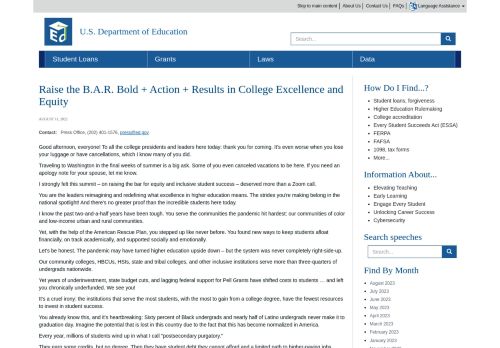 Skip to main content | About Us | Contact Us | FAQs | Language Assistance
U.S. Department of Education
Search...
Student Loans Grants Laws Data
Raise the B.A.R. Bold + Action + Results in College Excellence and
Equity
AUGUST 11, 2022
Contact: Press Office, (202) 401-1576, press@ed.gov
Good afternoon, everyone! To all the college presidents and leaders here today: thank you for coming. It's even worse when you lose
your luggage or have cancellations, which I know many of you did.
Traveling to Washington in the final weeks of summer is a big ask. Some of you even canceled vacations to be here. If you need an
apology note for your spouse, let me know.
I strongly felt this summit – on raising the bar for equity and inclusive student success – deserved more than a Zoom call.
You are the leaders reimagining and redefining what excellence in higher education means. The strides you're making belong in the
national spotlight! And there's no greater proof than the incredible students here today.
I know the past two-and-a-half years have been tough. You serve the communities the pandemic hit hardest: our communities of color
and low-income urban and rural communities.
Yet, with the help of the American Rescue Plan, you stepped up like never before. You found new ways to keep students afloat
financially, on track academically, and supported socially and emotionally.
Let's be honest. The pandemic may have turned higher education upside down – but the system was never completely right-side-up.
Our community colleges, HBCUs, HSIs, state and tribal colleges, and other inclusive institutions serve more than three-quarters of
undergrads nationwide.
Yet years of underinvestment, state budget cuts, and lagging federal support for Pell Grants have shifted costs to students … and left
you chronically underfunded. We see you!
It's a cruel irony: the institutions that serve the most students, with the most to gain from a college degree, have the fewest resources
to invest in student success.
You already know this, and it's heartbreaking: Sixty percent of Black undergrads and nearly half of Latino undergrads never make it to
graduation day. Imagine the potential that is lost in this country due to the fact that this has become normalized in America.
Every year, millions of students wind up in what I call "postsecondary purgatory."
They earn some credits, but no degree. Then they have student debt they cannot afford and a limited path to higher-paying jobs
How Do I Find...?
Student loans, forgiveness
Higher Education Rulemaking
College accreditation
Every Student Succeeds Act (ESSA)
FERPA
FAFSA
1098, tax forms
More...
Information About...
Elevating Teaching
Early Learning
Engage Every Student
Unlocking Career Success
Cybersecurity
Search speeches
Search...
Find By Month
August 2023
July 2023
June 2023
May 2023
April 2023
March 2023
February 2023
January 2023